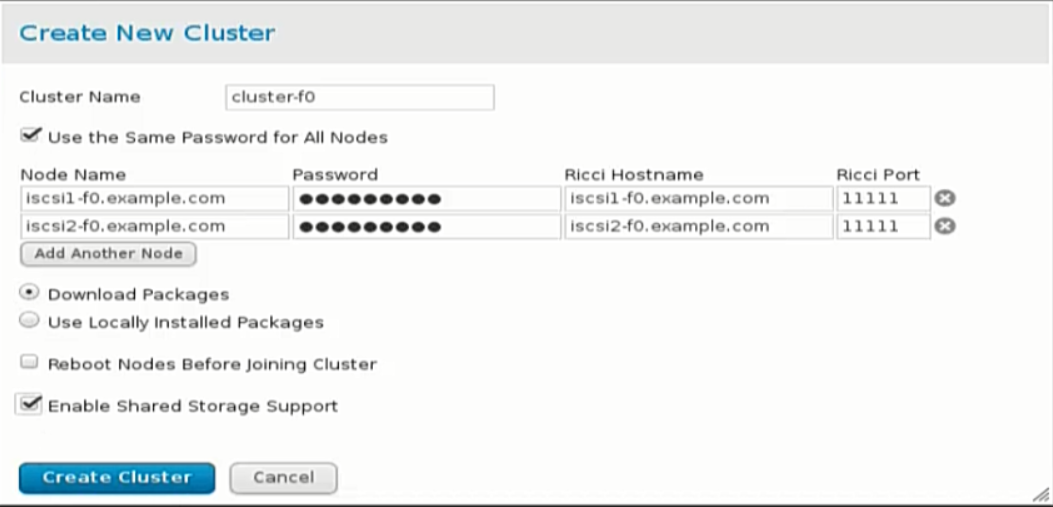 Create New Cluster
Cluster Name cluster-f0
Use the Same Password for All Nodes
Node Name Password Ricci Hostname Ricci Port
iscsi1-f0.example.com ●●●●●●●●● iscsi1-f0.example.com 11111
iscsi2-f0.example.com ●●●●●●●●● iscsi2-f0.example.com 11111
Add Another Node
Download Packages
Use Locally Installed Packages
Reboot Nodes Before Joining Cluster
Enable Shared Storage Support
Create Cluster Cancel